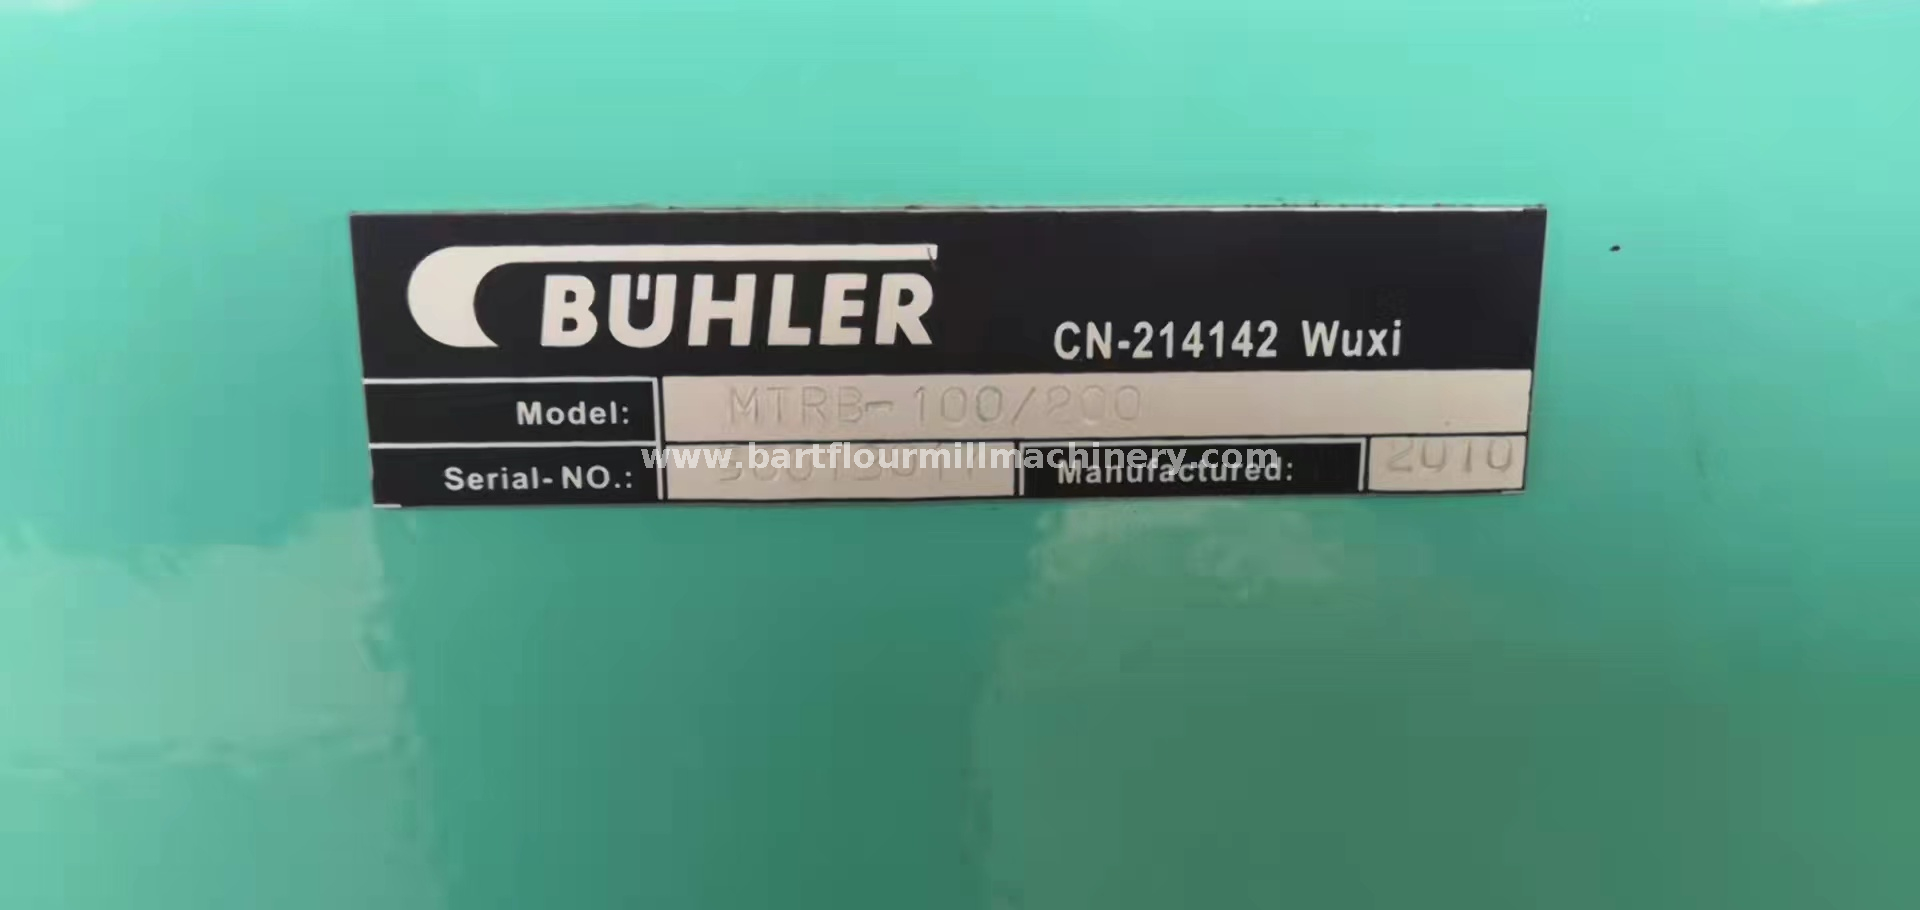 BÜHLER
CN-214142 Wuxi
Model: MTRB-100/200
Serial-NO.: Manufactured: 2010
www.bartflourmillmachinery.com